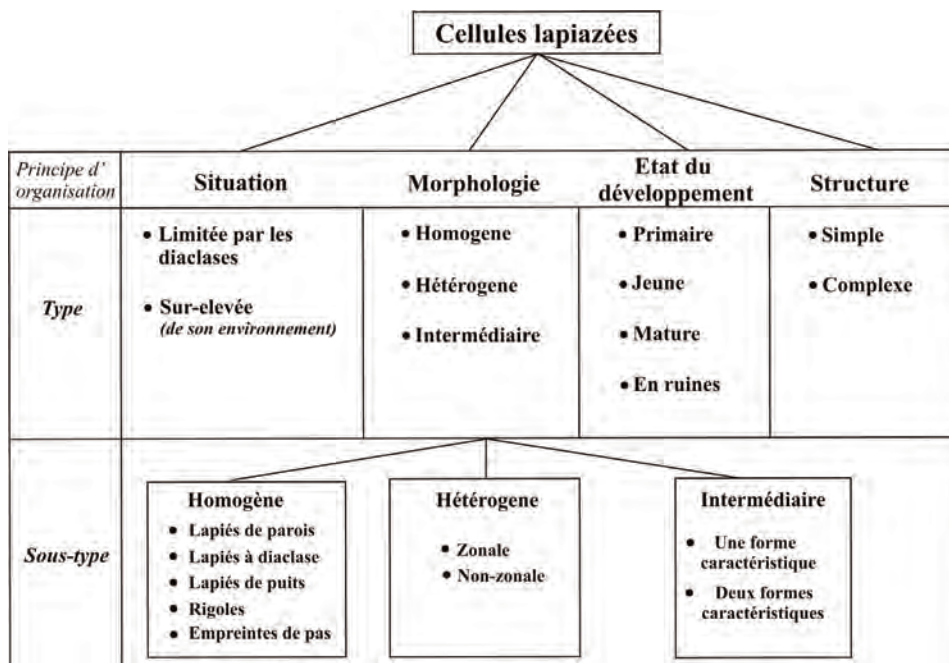 Cellules lapiazées
Principe d'
organisation
Situation
Morphologie
Etat du
développement
Structure
Type
• Limitée par les
diaclases
• Sur-elevée
(de son environnement)
• Homogene
• Hétérogene
• Intermédiaire
• Primaire
• Jeune
• Mature
• En ruines
• Simple
• Complexe
Sous-type
Homogène
• Lapiés de parois
• Lapiés à diaclase
• Lapiés de puits
• Rigoles
• Empreintes de pas
Hétérogene
• Zonale
• Non-zonale
Intermédiaire
• Une forme
caractéristique
• Deux formes
caractéristiques